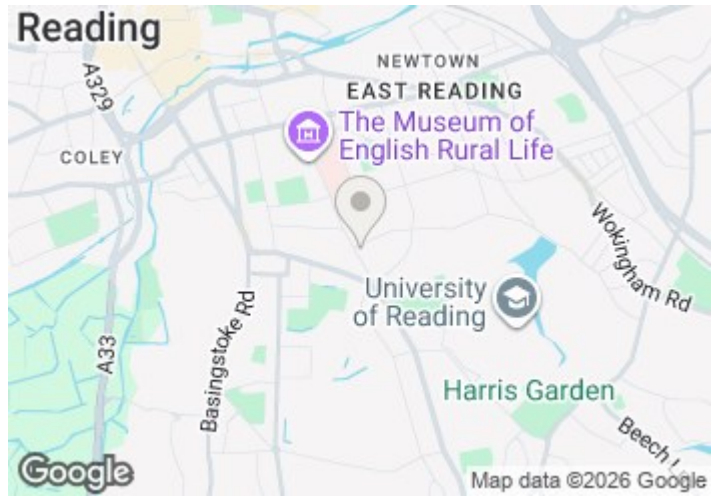 Reading
NEWTOWN
EAST READING
A329
The Museum of
English Rural Life
COLEY
Wokingham Rd
University
of Reading
A33
Basingstoke Rd
Harris Garden
Beech
Google
Map data ©2026 Google